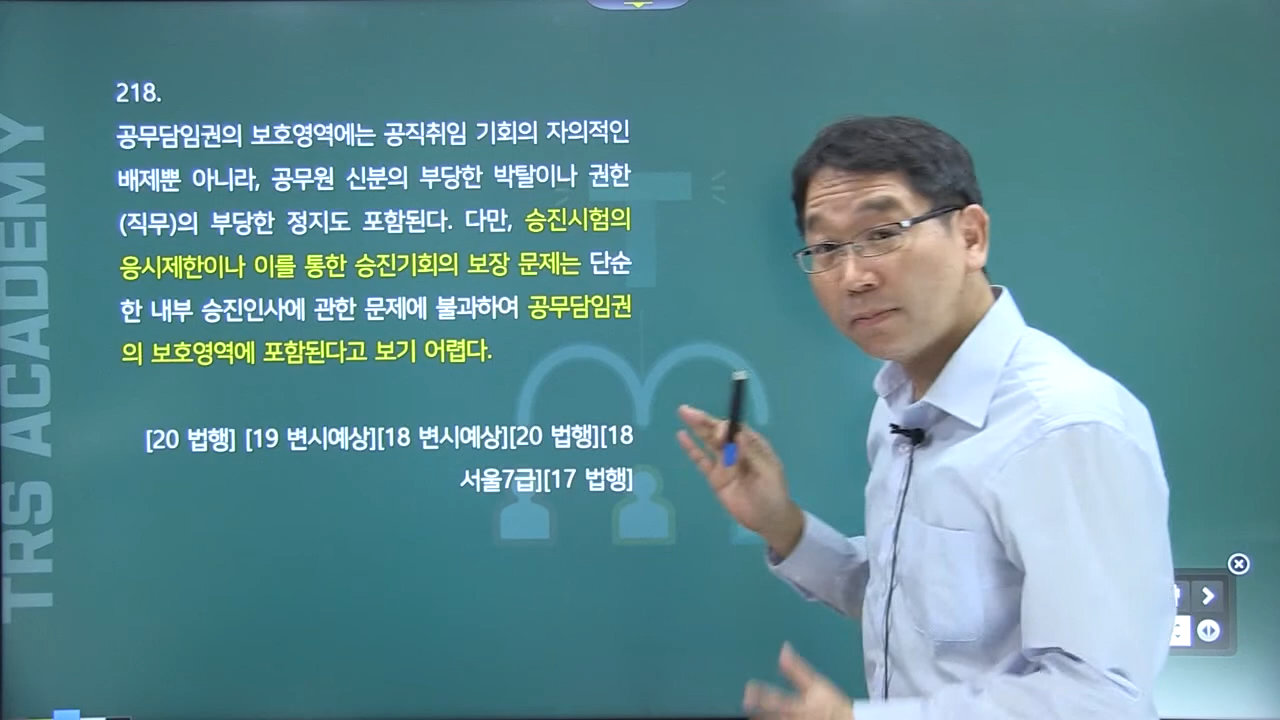 218.
공무담임권의 보호영역에는 공직취임 기회의 자의적인
배제뿐 아니라, 공무원 신분의 부당한 박탈이나 권한
(직무)의 부당한 정지도 포함된다. 다만, 승진시험의
응시제한이나 이를 통한 승진기회의 보장 문제는 단순
한 내부 승진인사에 관한 문제에 불과하여 공무담임권
의 보호영역에 포함된다고 보기 어렵다.
[20 법행] [19 변시예상][18 변시예상][20 법행][18
서울7급][17 법행]
TRS ACADEMY